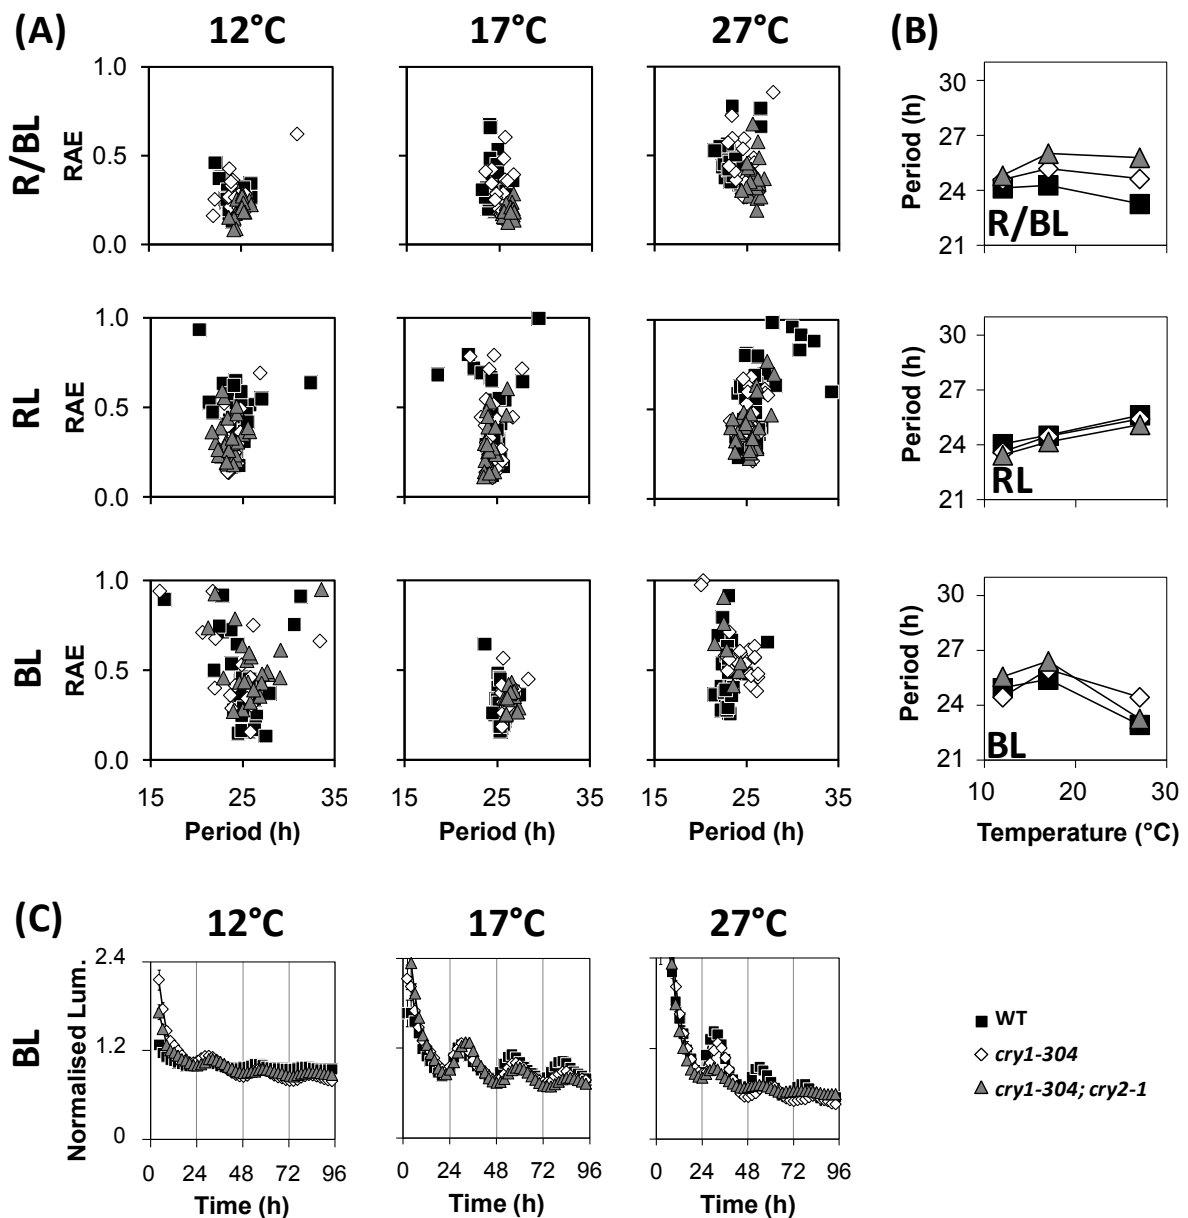 (A) 12°C 17°C 27°C (B)
R/BL
RAE
1.0
0.5
0.0
Period (h)
30
27
24
21
R/BL
RL
RAE
1.0
0.5
0.0
Period (h)
30
27
24
21
RL
BL
RAE
1.0
0.5
0.0
15 25 35 15 25 35 15 25 35
Period (h) Period (h) Period (h)
Period (h)
30
27
24
21
BL
10 20 30
Temperature (°C)
(C) 12°C 17°C 27°C
BL
Normalised Lum.
2.4
1.2
0
0 24 48 72 96 0 24 48 72 96 0 24 48 72 96
Time (h) Time (h) Time (h)
WT
cry1-304
cry1-304; cry2-1